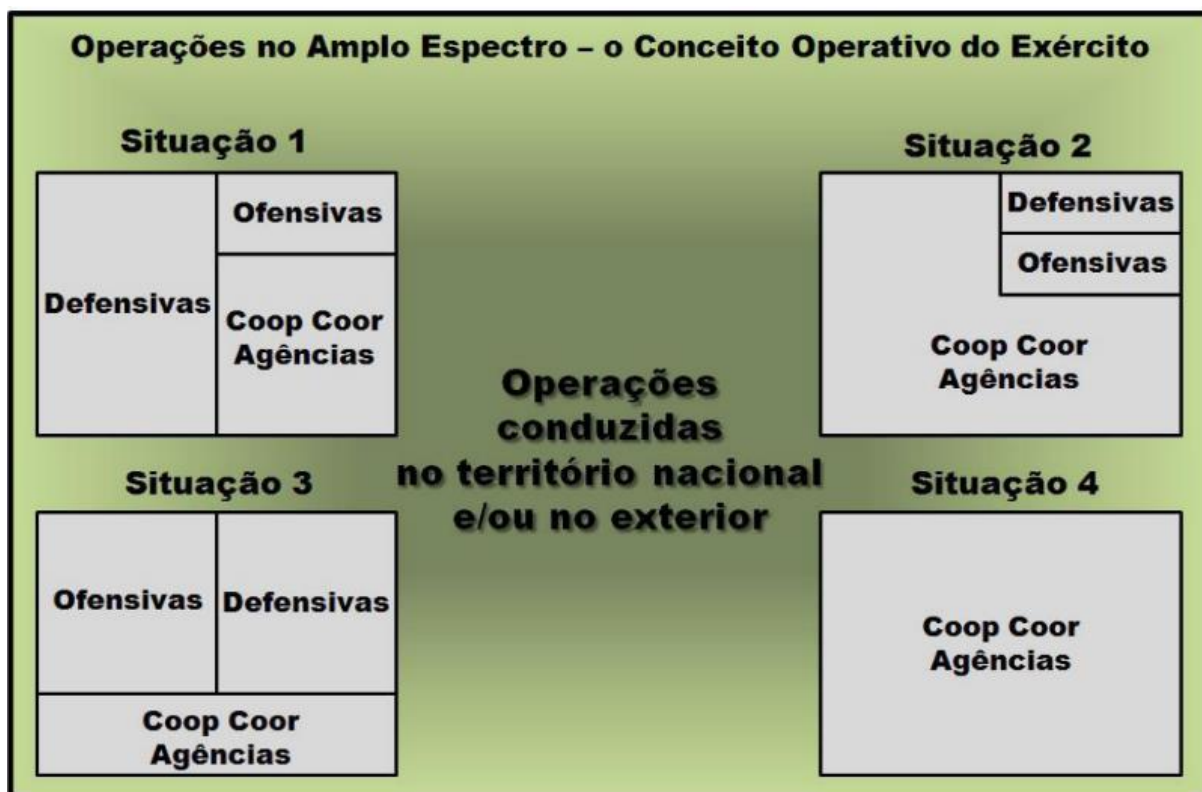 Operações no Amplo Espectro – o Conceito Operativo do Exército
Situação 1
Defensivas
Ofensivas
Coop Coor
Agências
Situação 2
Defensivas
Ofensivas
Coop Coor
Agências
Operações
conduzidas
no território nacional
e/ou no exterior
Situação 3
Ofensivas
Defensivas
Coop Coor
Agências
Situação 4
Coop Coor
Agências